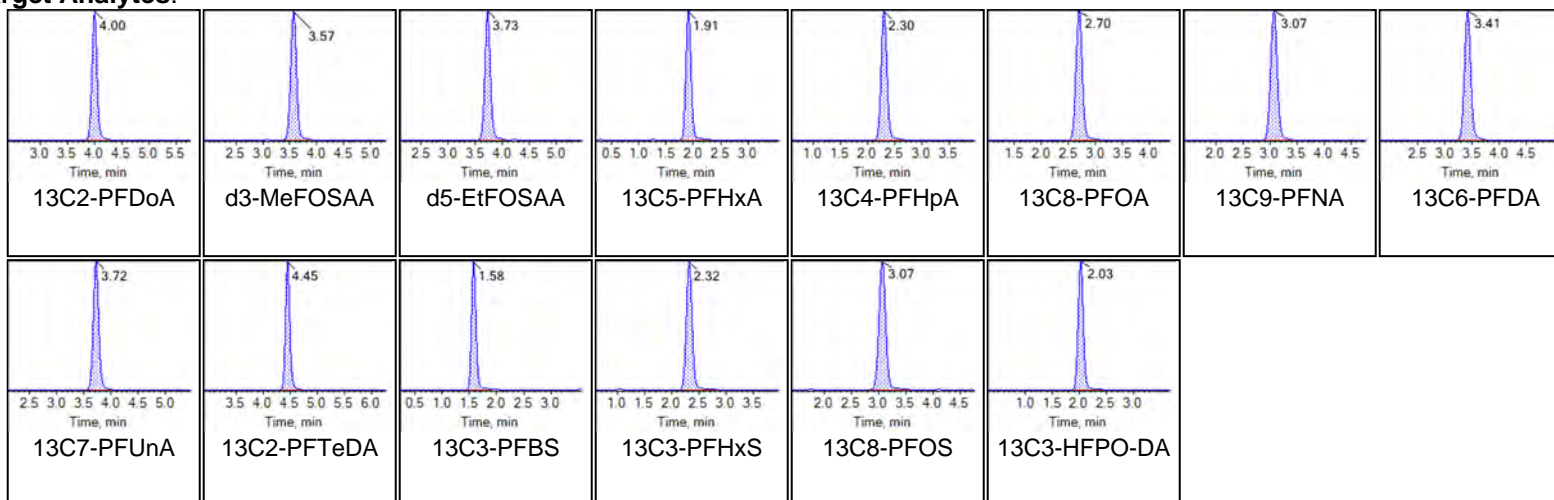 rget Analytes:
4.00 3.57 3.73 1.91 2.30 2.70 3.07 3.41
3.0 3.5 4.0 4.5 5.0 5.5 2.5 3.0 3.5 4.0 4.5 5.0 2.5 3.0 3.5 4.0 4.5 5.0 0.5 1.0 1.5 2.0 2.5 3.0 1.0 1.5 2.0 2.5 3.0 3.5 1.5 2.0 2.5 3.0 3.5 4.0 2.0 2.5 3.0 3.5 4.0 4.5 2.5 3.0 3.5 4.0 4.5
Time, min Time, min Time, min Time, min Time, min Time, min Time, min Time, min
13C2-PFDoA d3-MeFOSAA d5-EtFOSAA 13C5-PFHxA 13C4-PFHpA 13C8-PFOA 13C9-PFNA 13C6-PFDA
3.72 4.45 1.58 2.32 3.07 2.03
2.5 3.0 3.5 4.0 4.5 5.0 3.5 4.0 4.5 5.0 5.5 6.0 0.5 1.0 1.5 2.0 2.5 3.0 1.0 1.5 2.0 2.5 3.0 3.5 2.0 2.5 3.0 3.5 4.0 4.5 1.0 1.5 2.0 2.5 3.0
Time, min Time, min Time, min Time, min Time, min Time, min
13C7-PFUnA 13C2-PFTeDA 13C3-PFBS 13C3-PFHxS 13C8-PFOS 13C3-HFPO-DA